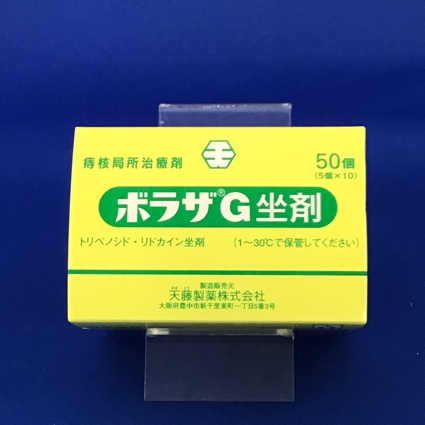 痔核局所治療剤
50個
(5個×10)
ボラザ®G坐剤
トリベノシド・リドカイン坐剤
(1〜30℃で保管してください)
製造販売元
天藤製薬株式会社
大阪府豊中市新千里東町一丁目5番3号